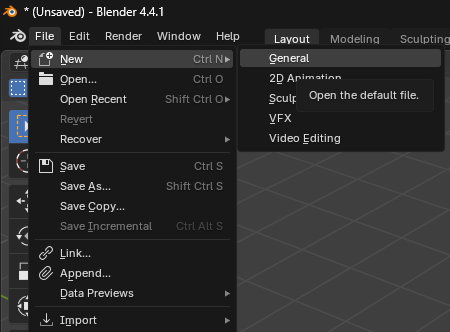 * (Unsaved) - Blender 4.4.1
File Edit Render Window Help Layout Modeling Sculpting
New Ctrl N
General
Open... Ctrl O
2D Animation
Open Recent Shift Ctrl O
Open the default file.
Revert
VFX
Recover
Video Editing
Save Ctrl S
Save As... Shift Ctrl S
Save Copy...
Save Incremental Ctrl Alt S
Link...
Append...
Data Previews
Import